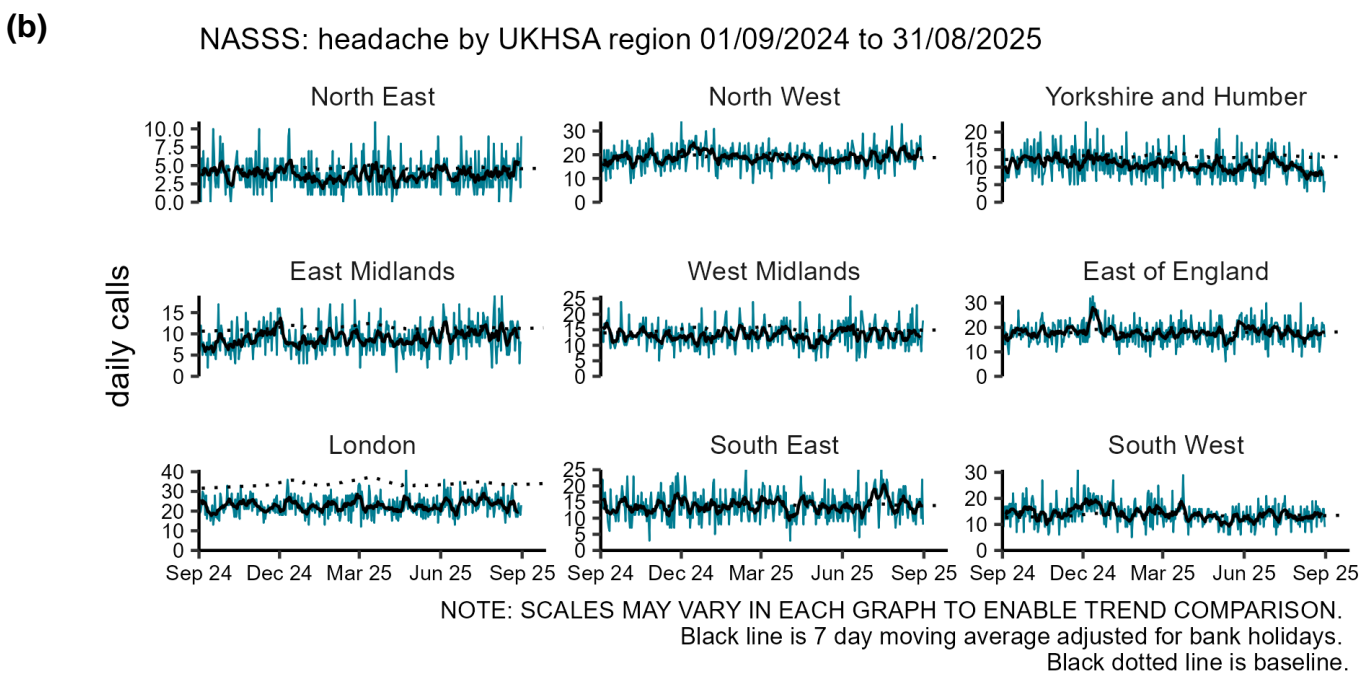 (b)
NASSS: headache by UKHSA region 01/09/2024 to 31/08/2025
North East
North West
Yorkshire and Humber
10.0
7.5
5.0
2.5
0.0
30
20
10
0
20
15
10
5
0
East Midlands
West Midlands
East of England
15
10
5
0
25
20
15
10
5
0
30
20
10
0
daily calls
London
South East
South West
40
30
20
10
0
25
20
15
10
5
0
30
20
10
0
Sep 24 Dec 24 Mar 25 Jun 25 Sep 25
Sep 24 Dec 24 Mar 25 Jun 25 Sep 25
Sep 24 Dec 24 Mar 25 Jun 25 Sep 25
NOTE: SCALES MAY VARY IN EACH GRAPH TO ENABLE TREND COMPARISON.
Black line is 7 day moving average adjusted for bank holidays.
Black dotted line is baseline.